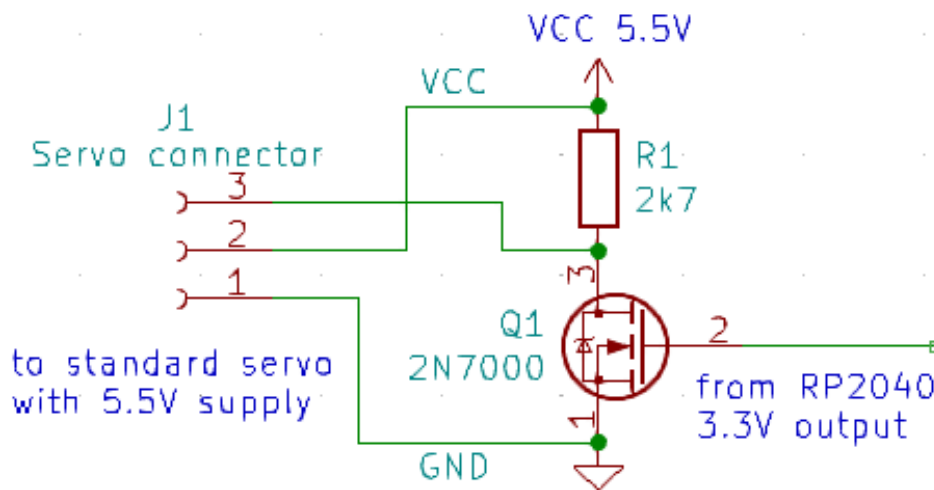 VCC 5.5V
VCC
J1
Servo connector
3
2
1
R1
2k7
3
Q1
2N7000
2
1
to standard servo
with 5.5V supply
from RP2040
3.3V output
GND